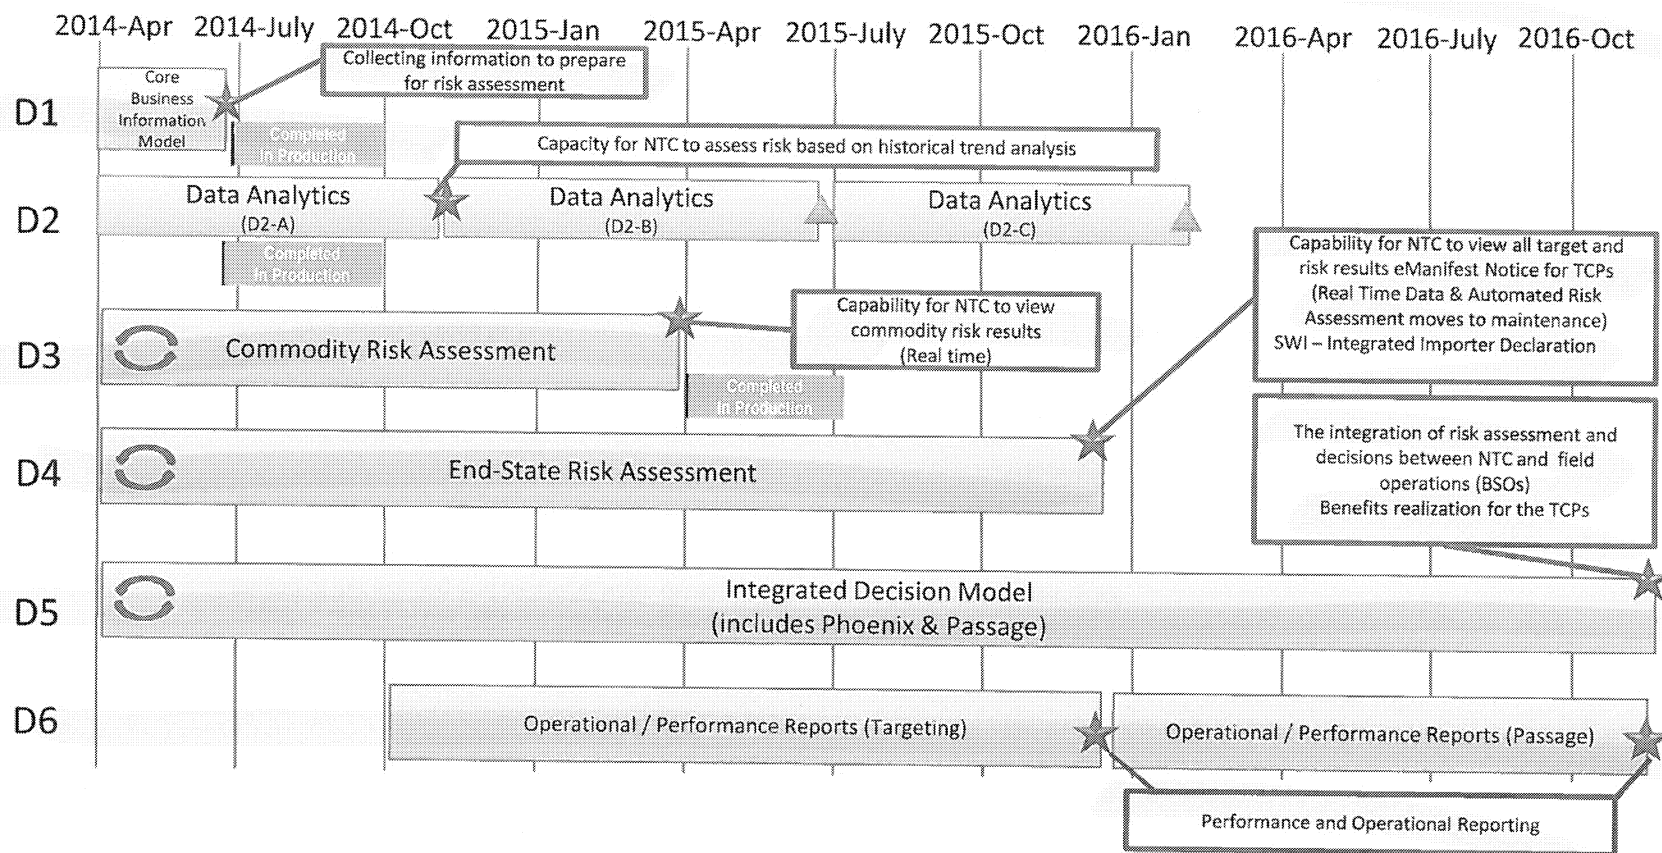 2014-Apr 2014-July 2014-Oct 2015-Jan 2015-Apr 2015-July 2015-Oct 2016-Jan 2016-Apr 2016-July 2016-Oct
D1
Core
Business
Information
Model
Collecting information to prepare
for risk assessment
Completed
In Production
Capacity for NTC to assess risk based on historical trend analysis
D2
Data Analytics
(D2-A)
Data Analytics
(D2-B)
Data Analytics
(D2-C)
Completed
In Production
Capability for NTC to view all target and
risk results eManifest Notice for TCPs
(Real Time Data & Automated Risk
Assessment moves to maintenance)
SWI – Integrated Importer Declaration
D3
Commodity Risk Assessment
Capability for NTC to view
commodity risk results
(Real time)
Completed
In Production
D4
End-State Risk Assessment
The integration of risk assessment and
decisions between NTC and field
operations (BSOs)
Benefits realization for the TCPs
D5
Integrated Decision Model
(includes Phoenix & Passage)
D6
Operational / Performance Reports (Targeting)
Operational / Performance Reports (Passage)
Performance and Operational Reporting